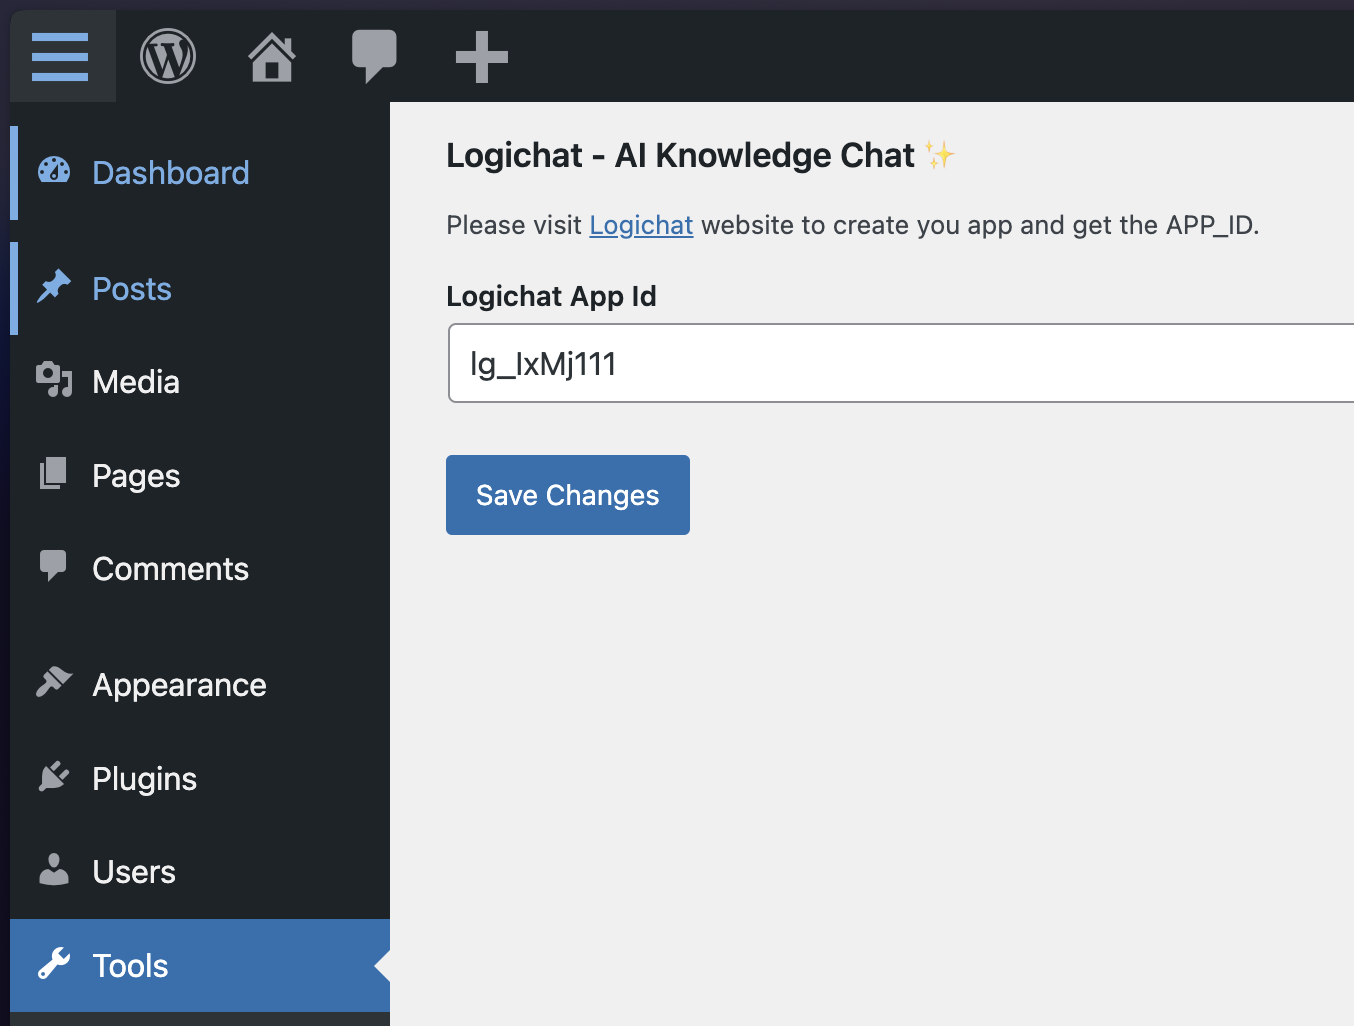 Dashboard
Posts
Media
Pages
Comments
Appearance
Plugins
Users
Tools
Logichat - AI Knowledge Chat ✨
Please visit Logichat website to create you app and get the APP_ID.
Logichat App Id
lg_lxMj111
Save Changes